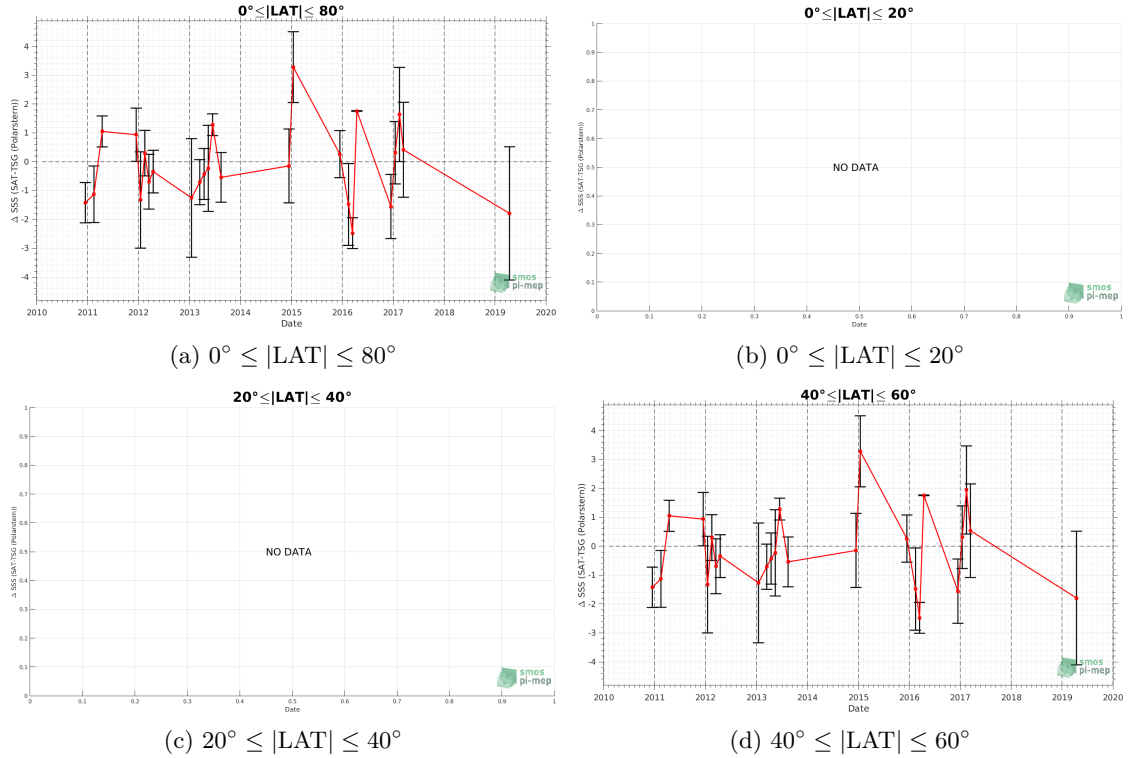 0°≤|LAT|≤ 80°
Δ SSS (SAT-TSG (Polarstern))
4
3
2
1
0
-1
-2
-3
-4
2010 2011 2012 2013 2014 2015 2016 2017 2018 2019 2020
Date
smos
pi-mep
(a) 0° ≤ |LAT| ≤ 80°
0°≤|LAT|≤ 20°
Δ SSS (SAT-TSG (Polarstern))
1
0.9
0.8
0.7
0.6
0.5
0.4
0.3
0.2
0.1
0
NO DATA
0 0.1 0.2 0.3 0.4 0.5 0.6 0.7 0.8 0.9 1
Date
smos
pi-mep
(b) 0° ≤ |LAT| ≤ 20°
20°≤|LAT|≤ 40°
Δ SSS (SAT-TSG (Polarstern))
1
0.9
0.8
0.7
0.6
0.5
0.4
0.3
0.2
0.1
0
NO DATA
0 0.1 0.2 0.3 0.4 0.5 0.6 0.7 0.8 0.9 1
Date
smos
pi-mep
(c) 20° ≤ |LAT| ≤ 40°
40°≤|LAT|≤ 60°
Δ SSS (SAT-TSG (Polarstern))
4
3
2
1
0
-1
-2
-3
-4
2010 2011 2012 2013 2014 2015 2016 2017 2018 2019 2020
Date
smos
pi-mep
(d) 40° ≤ |LAT| ≤ 60°